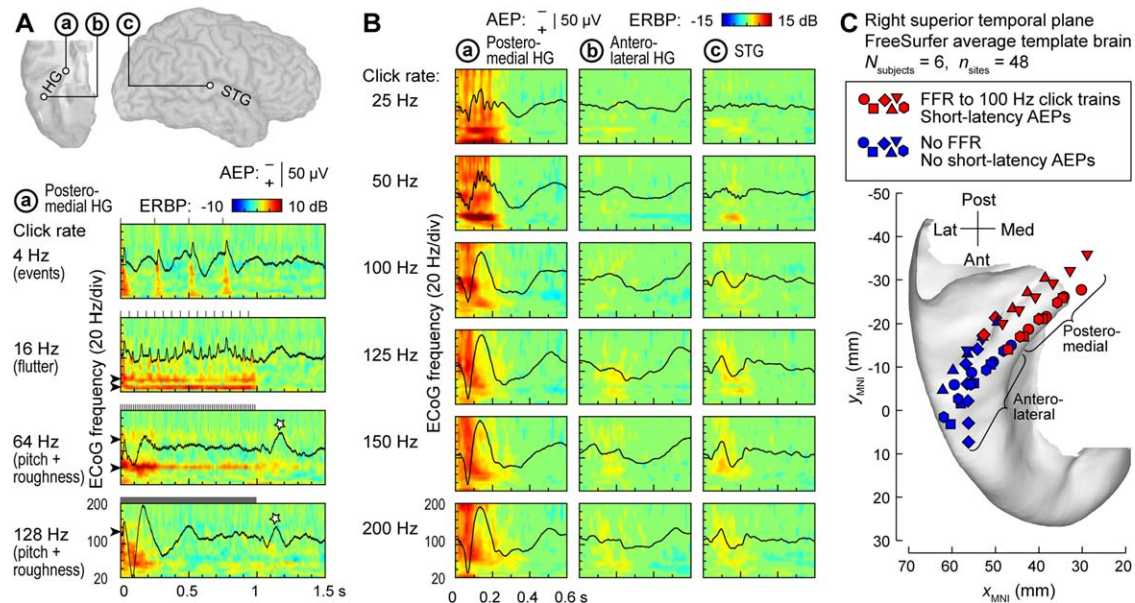 A
a b c
HG
STG
AEP: − + 50 µV
a Postero-
medial HG
ERBP: -10 10 dB
Click rate
4 Hz
(events)
16 Hz
(flutter)
64 Hz
(pitch +
roughness)
128 Hz
(pitch +
roughness)
ECoG frequency (20 Hz/div)
200
100
20
0 0.5 1 1.5 s
B
AEP: − + 50 µV
ERBP: -15 15 dB
a Postero-
medial HG
b Antero-
lateral HG
c STG
Click rate:
25 Hz
50 Hz
100 Hz
125 Hz
150 Hz
200 Hz
ECoG frequency (20 Hz/div)
200
100
20
0 0.2 0.4 0.6 s
C Right superior temporal plane
FreeSurfer average template brain
Nsubjects = 6, nsites = 48
FFR to 100 Hz click trains
Short-latency AEPs
No FFR
No short-latency AEPs
Post
Lat Med
Ant
Postero-
medial
Antero-
lateral
yMNI (mm)
-50
-40
-30
-20
-10
0
10
20
30
70 60 50 40 30 20
xMNI (mm)